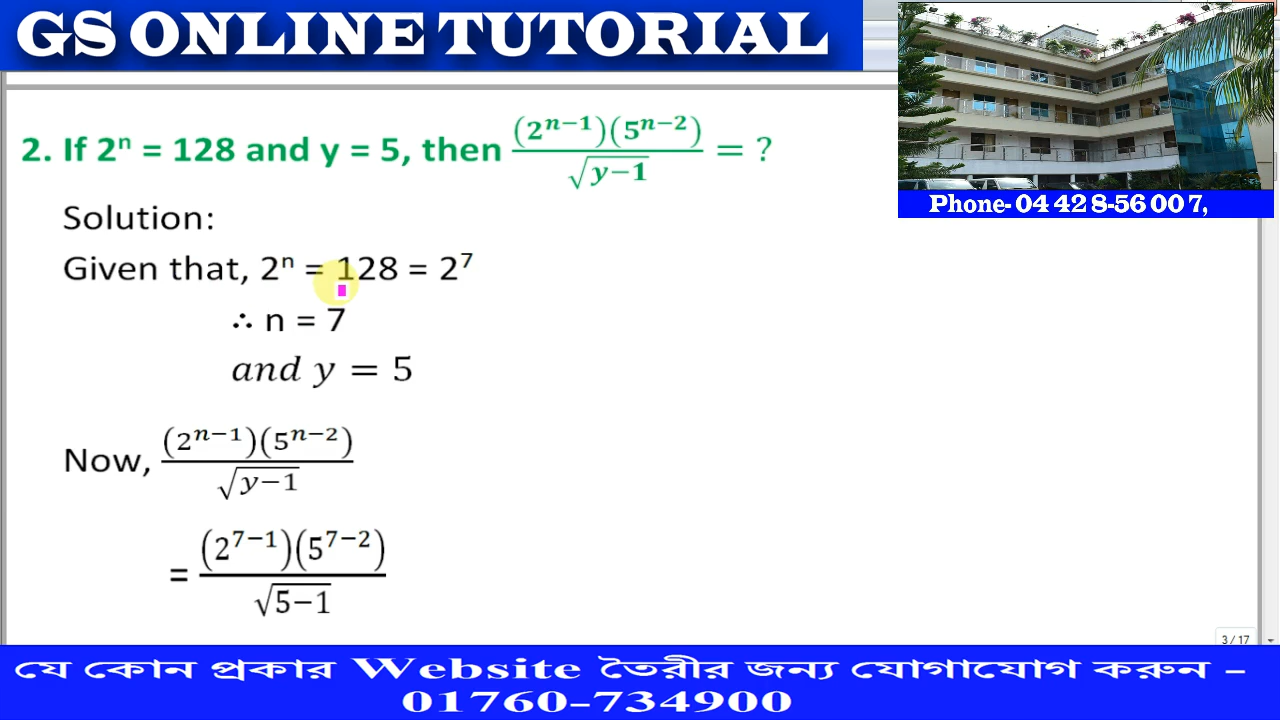 GS ONLINE TUTORIAL
Phone- 04 42 8-56 00 7,
2. If 2ⁿ = 128 and y = 5, then (2ⁿ⁻¹)(5ⁿ⁻²)/√(y−1) = ?
Solution:
Given that, 2ⁿ = 128 = 2⁷
∴ n = 7
and y = 5
Now, (2ⁿ⁻¹)(5ⁿ⁻²)/√(y−1)
= (2⁷⁻¹)(5⁷⁻²)/√(5−1)
3 / 17
যে কোন প্রকার Website তৈরীর জন্য যোগাযোগ করুন –
01760-734900